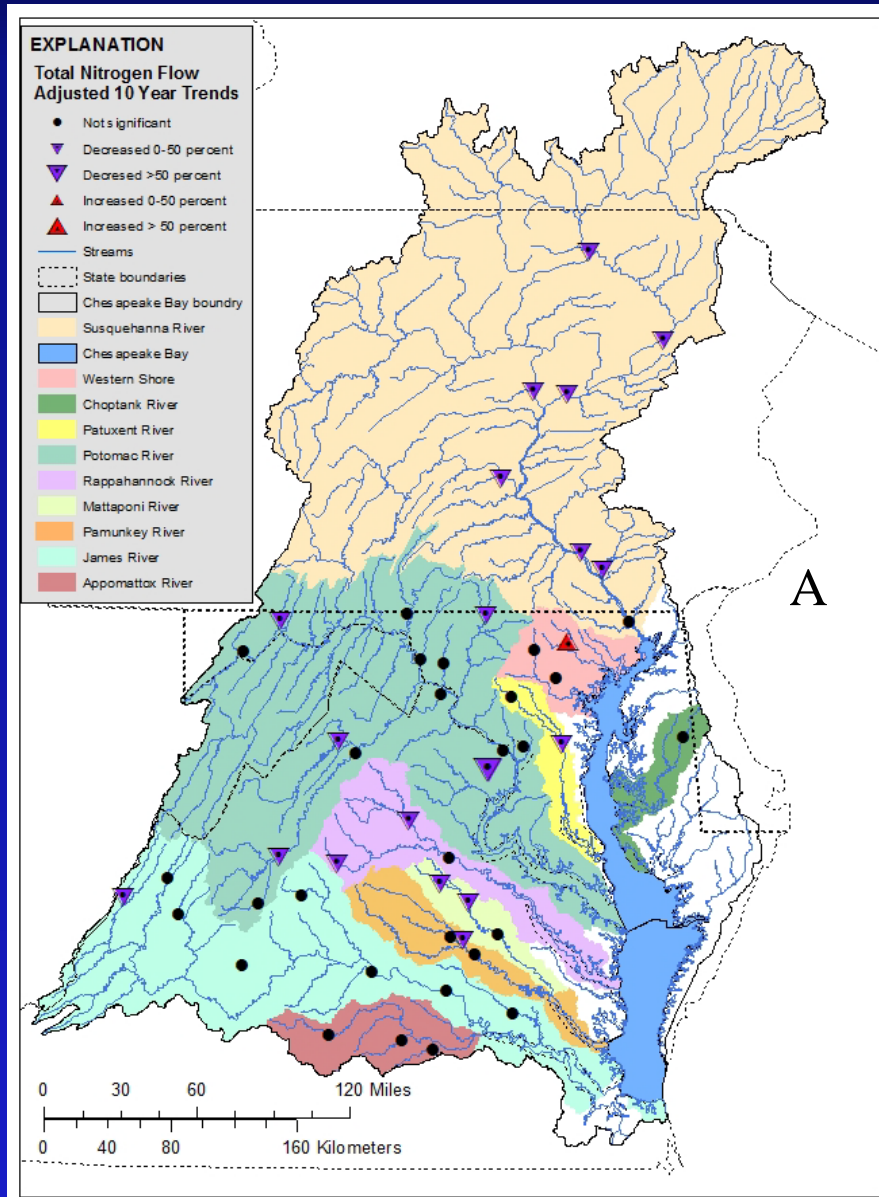 EXPLANATION
Total Nitrogen Flow
Adjusted 10 Year Trends
Not significant
Decreased 0-50 percent
Decresed >50 percent
Increased 0-50 percent
Increased > 50 percent
Streams
State boundaries
Chesapeake Bay boundry
Susquehanna River
Chesapeake Bay
Western Shore
Choptank River
Patuxent River
Potomac River
Rappahannock River
Mattaponi River
Pamunkey River
James River
Appomattox River
A
0 30 60 120 Miles
0 40 80 160 Kilometers